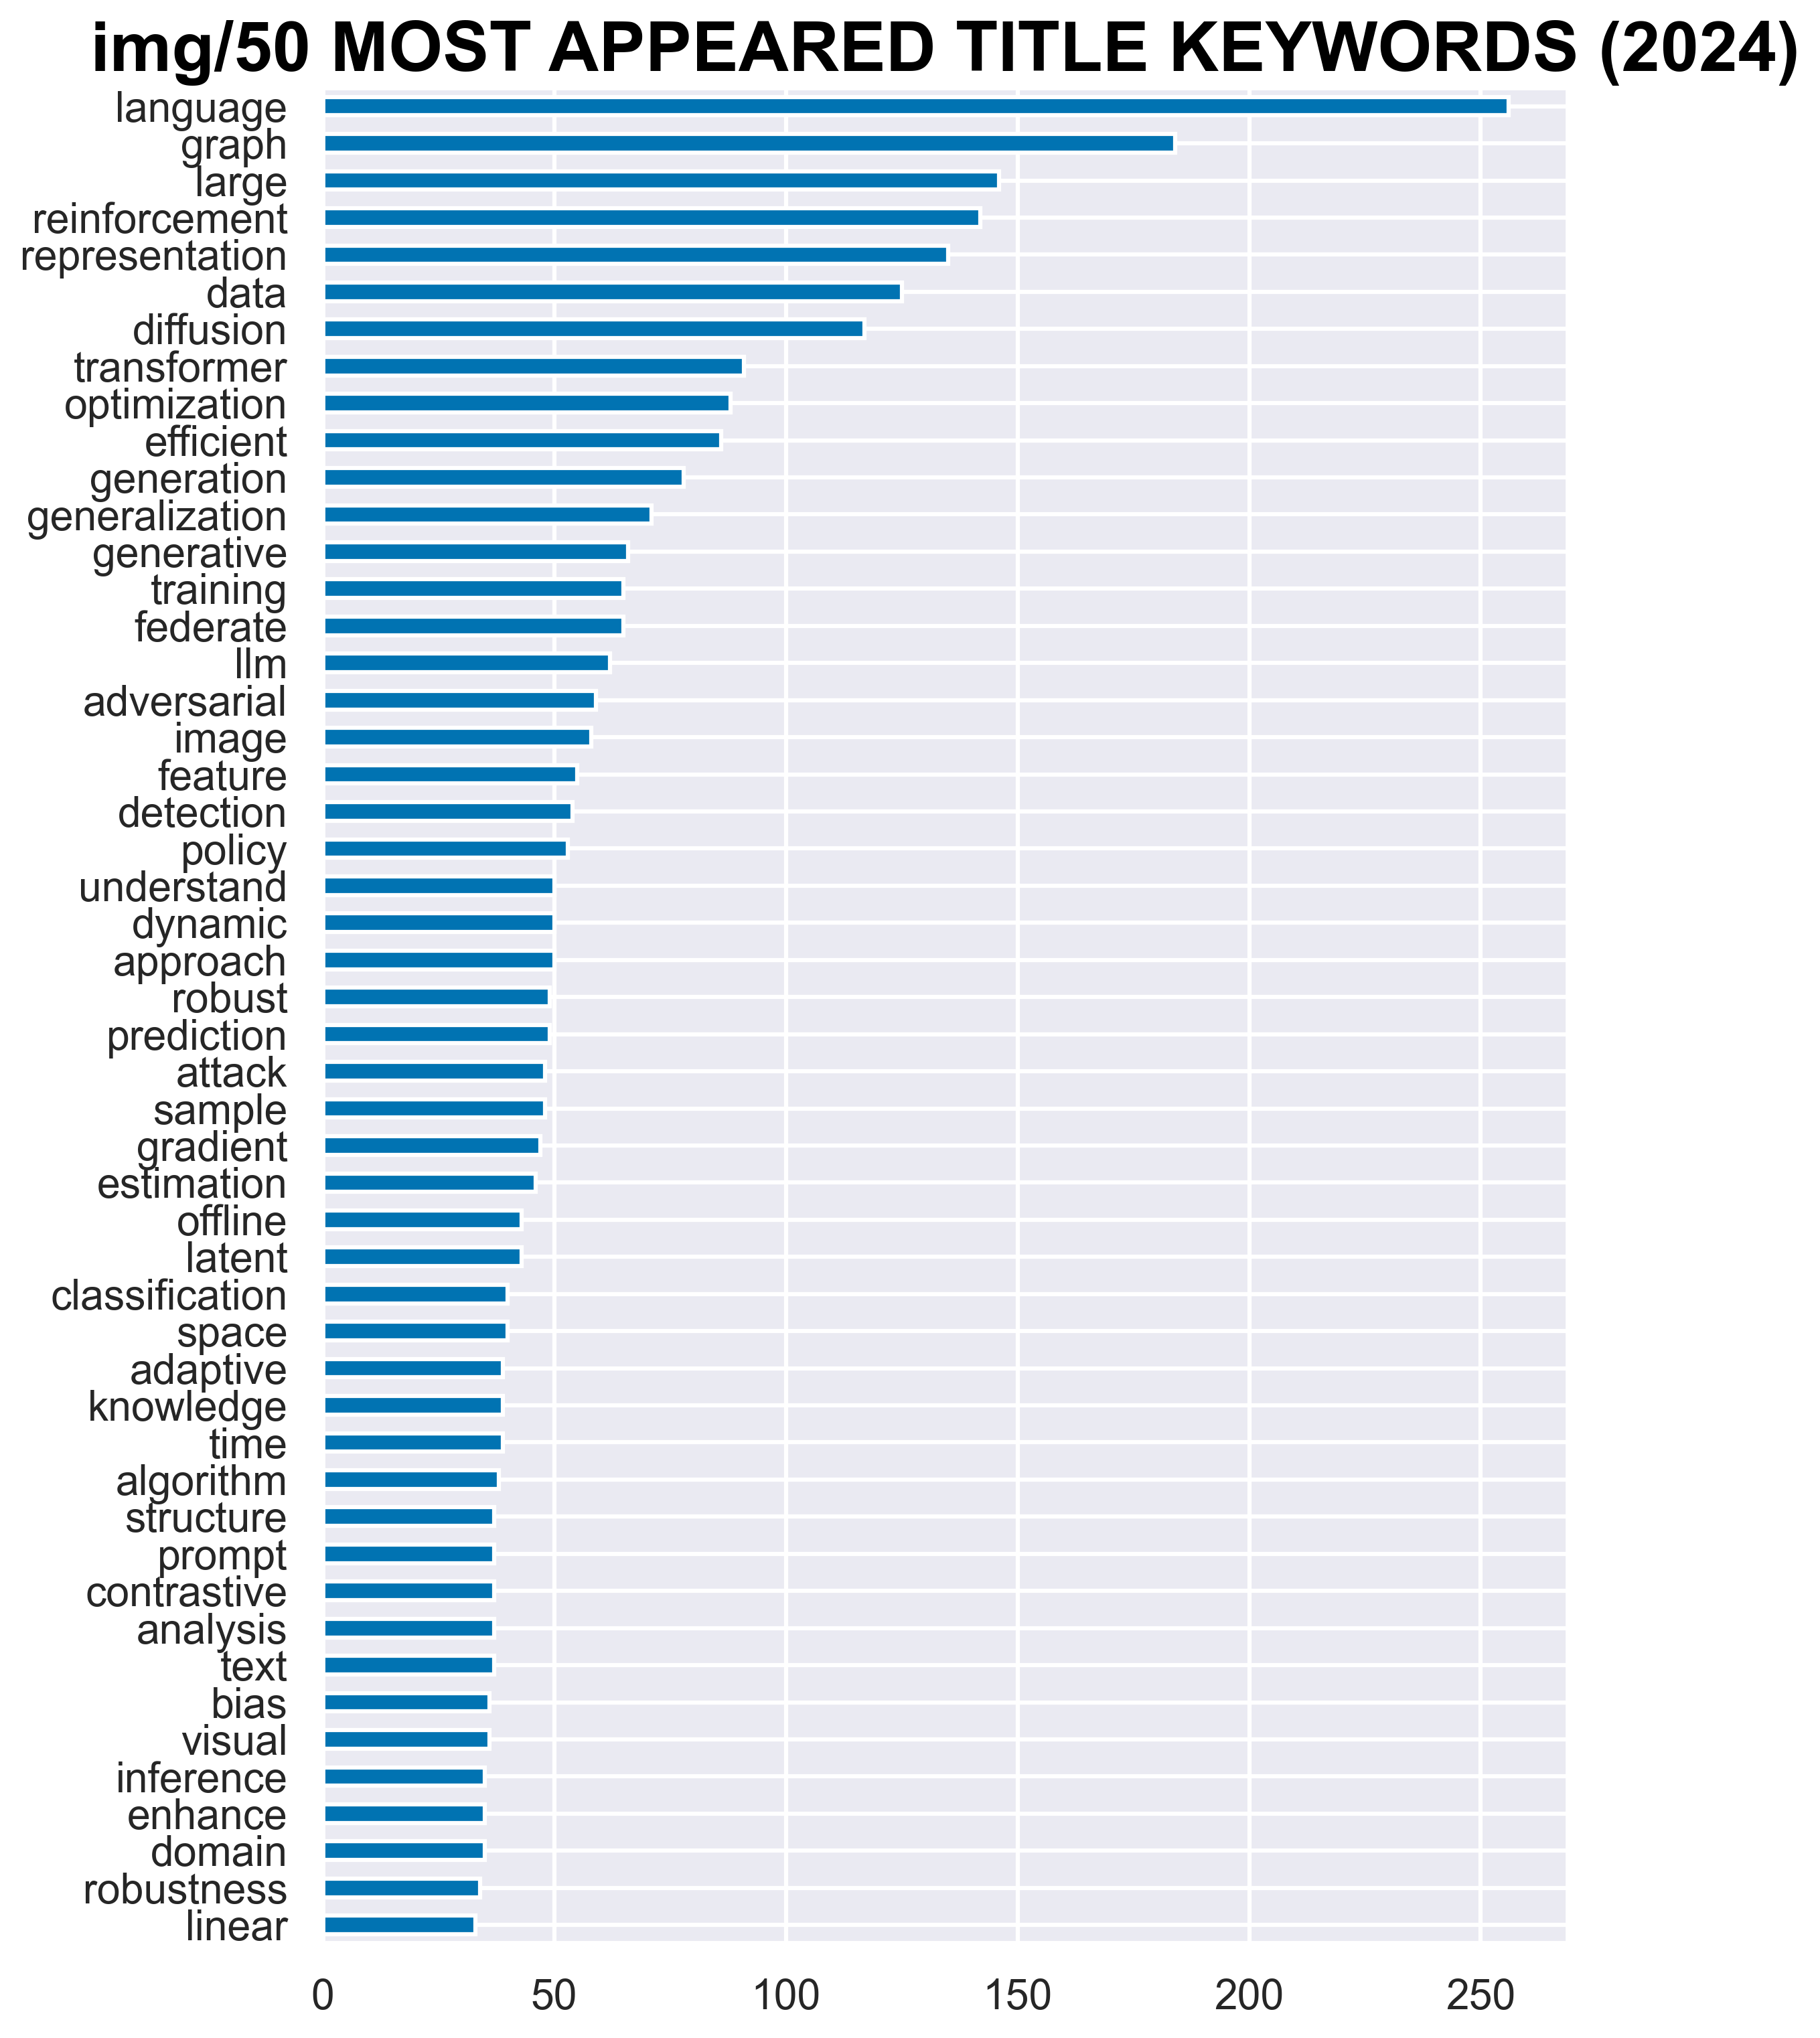 img/50 MOST APPEARED TITLE KEYWORDS (2024)
language
graph
large
reinforcement
representation
data
diffusion
transformer
optimization
efficient
generation
generalization
generative
training
federate
llm
adversarial
image
feature
detection
policy
understand
dynamic
approach
robust
prediction
attack
sample
gradient
estimation
offline
latent
classification
space
adaptive
knowledge
time
algorithm
structure
prompt
contrastive
analysis
text
bias
visual
inference
enhance
domain
robustness
linear
0 50 100 150 200 250